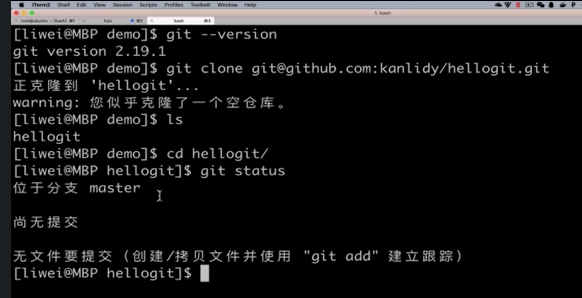 iTerm2 Shell Edit View Session Scripts Profiles Toolbelt Window Help
1. bash
bash
[liwei@MBP demo]$ git --version
git version 2.19.1
[liwei@MBP demo]$ git clone git@github.com:kanlidy/hellogit.git
正克隆到 'hellogit'...
warning: 您似乎克隆了一个空仓库。
[liwei@MBP demo]$ ls
hellogit
[liwei@MBP demo]$ cd hellogit/
[liwei@MBP hellogit]$ git status
位于分支 master
尚无提交
无文件要提交（创建/拷贝文件并使用 "git add" 建立跟踪）
[liwei@MBP hellogit]$